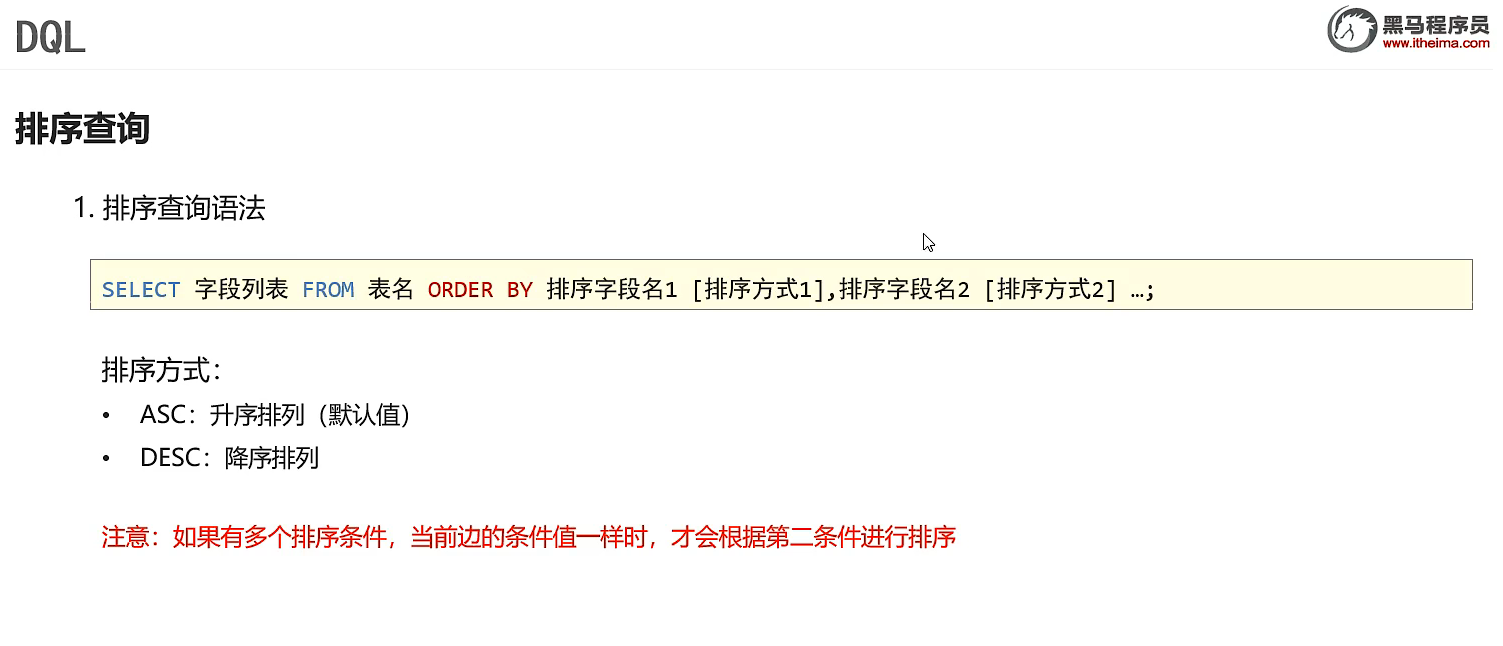 DQL
黑马程序员
www.itheima.com
排序查询
1. 排序查询语法
SELECT 字段列表 FROM 表名 ORDER BY 排序字段名1 [排序方式1],排序字段名2 [排序方式2] …;
排序方式：
• ASC：升序排列（默认值）
• DESC：降序排列
注意：如果有多个排序条件，当前边的条件值一样时，才会根据第二条件进行排序